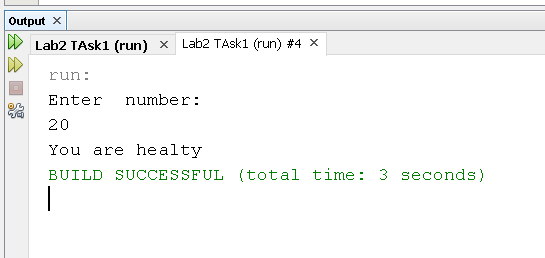 Output
Lab2 TAsk1 (run) Lab2 TAsk1 (run) #4
run:
Enter  number:
20
You are healty
BUILD SUCCESSFUL (total time: 3 seconds)